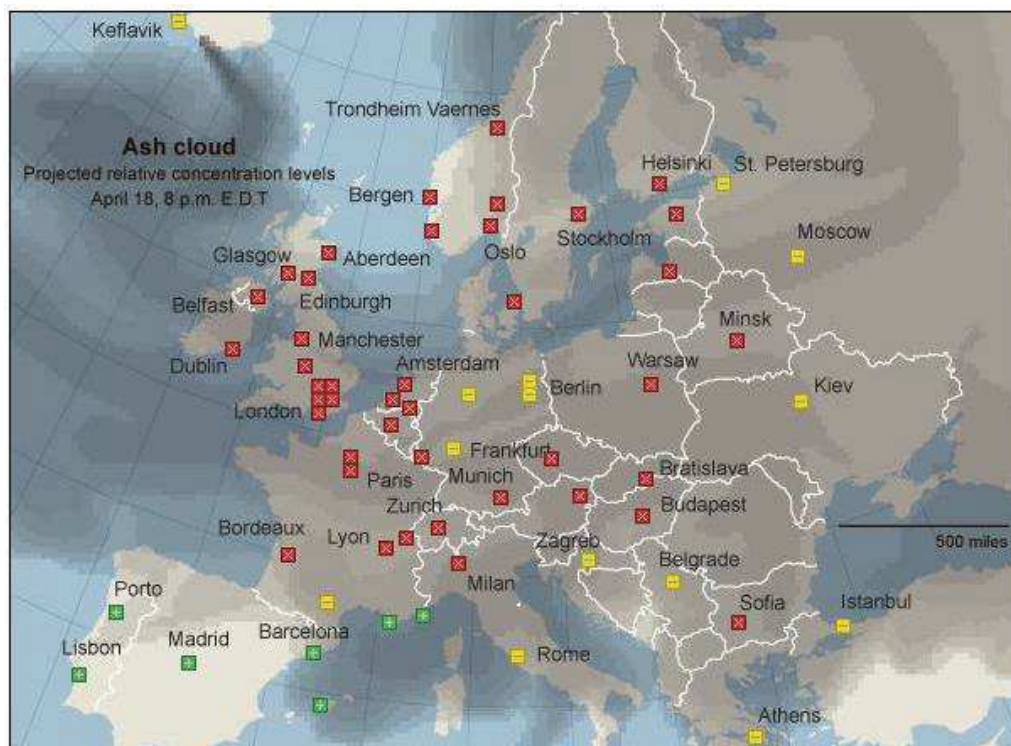 Keflavik
Trondheim Vaernes
Ash cloud
Projected relative concentration levels
April 18, 8 p.m. E.D.T
Helsinki
St. Petersburg
Bergen
Oslo
Stockholm
Moscow
Glasgow
Aberdeen
Belfast
Edinburgh
Minsk
Manchester
Dublin
Amsterdam
Warsaw
Berlin
Kiev
London
Frankfurt
Paris
Munich
Bratislava
Zurich
Budapest
Bordeaux
Lyon
Zagreb
500 miles
Belgrade
Milan
Porto
Sofia
Istanbul
Lisbon
Madrid
Barcelona
Rome
Athens